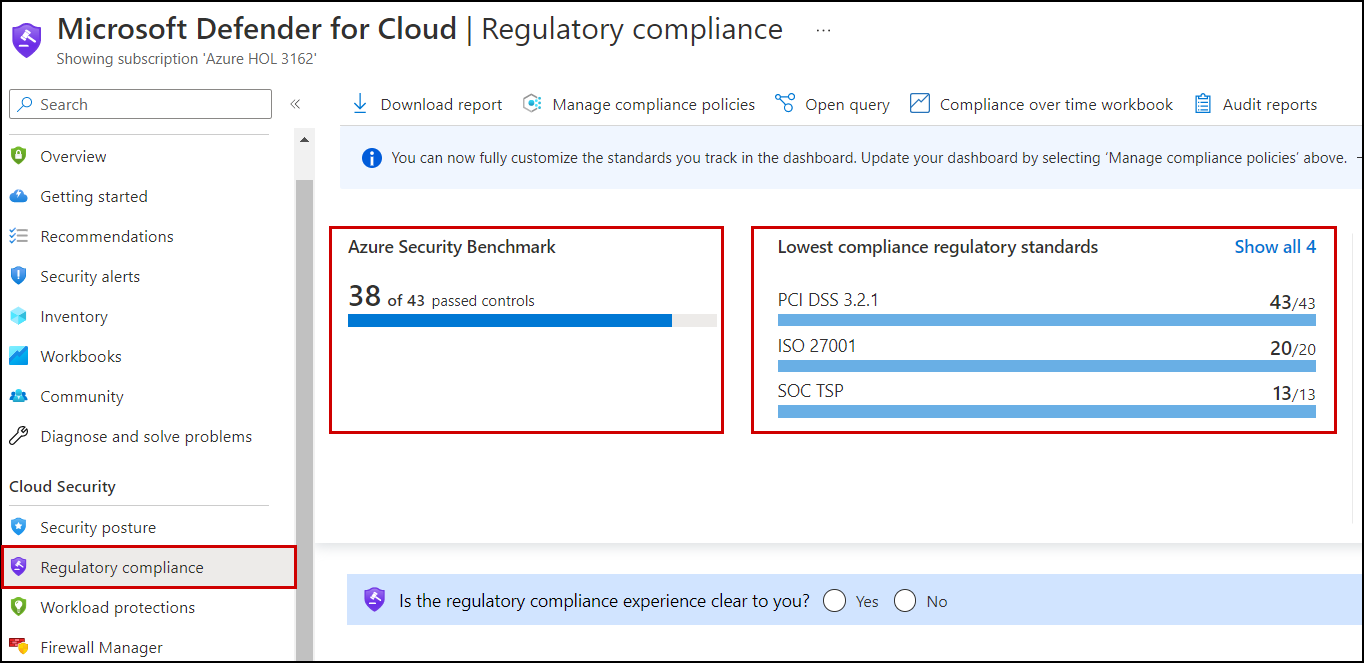 Microsoft Defender for Cloud | Regulatory compliance ...
Showing subscription 'Azure HOL 3162'
Search
«
Download report
Manage compliance policies
Open query
Compliance over time workbook
Audit reports
Overview
Getting started
Recommendations
Security alerts
Inventory
Workbooks
Community
Diagnose and solve problems
Cloud Security
Security posture
Regulatory compliance
Workload protections
Firewall Manager
You can now fully customize the standards you track in the dashboard. Update your dashboard by selecting 'Manage compliance policies' above.
Azure Security Benchmark
38 of 43 passed controls
Lowest compliance regulatory standards
Show all 4
PCI DSS 3.2.1 43/43
ISO 27001 20/20
SOC TSP 13/13
Is the regulatory compliance experience clear to you? Yes No